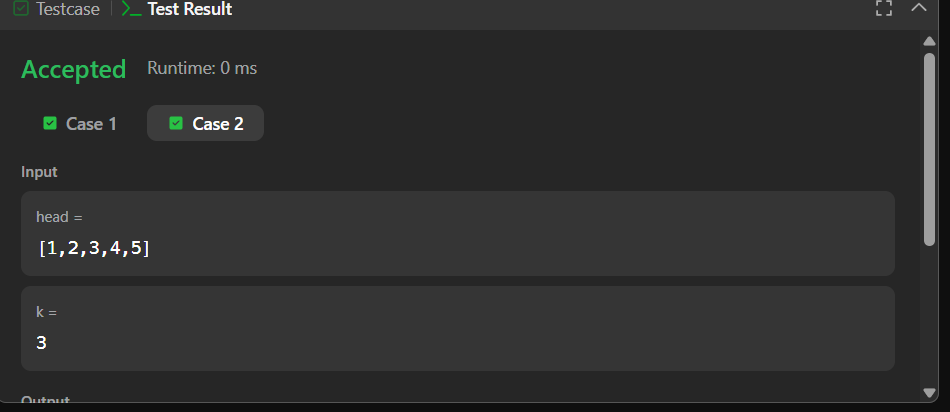 Testcase
Test Result
Accepted
Runtime: 0 ms
Case 1
Case 2
Input
head =
[1,2,3,4,5]
k =
3
Output